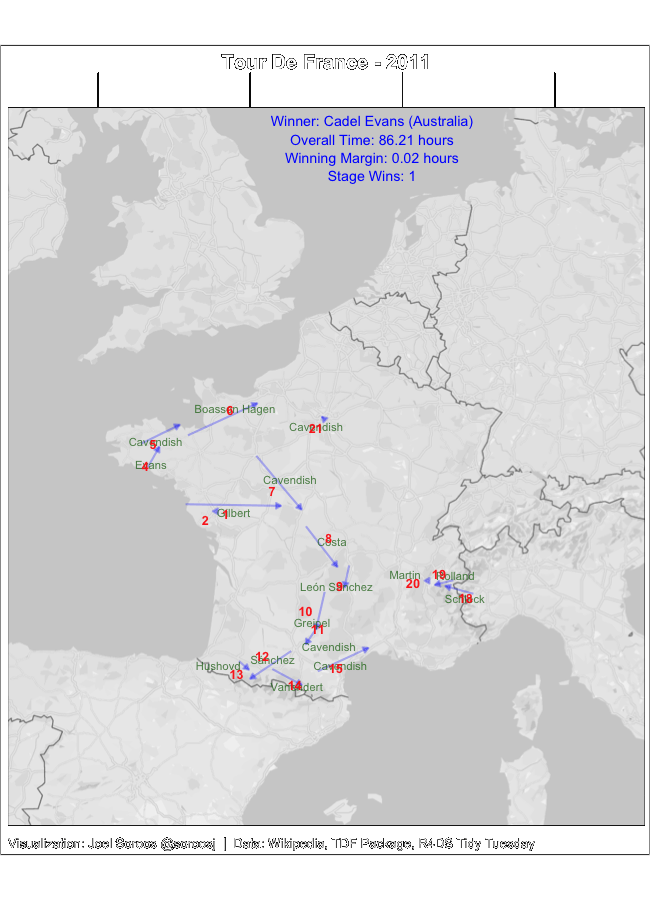 Tour De France - 2011
Winner: Cadel Evans (Australia)
Overall Time: 86.21 hours
Winning Margin: 0.02 hours
Stage Wins: 1
Boasson Hagen
6
Cavendish
21
Cavendish
5
Evans
4
Cavendish
7
Gilbert
1
2
Costa
8
León Sánchez
9
Martin
20
Rolland
19
Schleck
18
10
Greipel
11
Cavendish
Sánchez
12
Hushovd
13
Cavendish
15
Vanendert
14
Visualization: Joel Soroos @soroosj | Data: Wikipedia, TDF Package, R4DS Tidy Tuesday